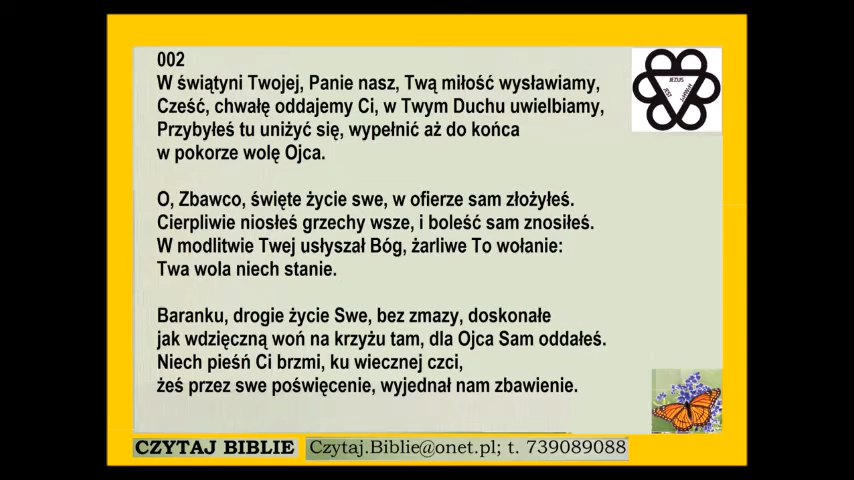 002
W świątyni Twojej, Panie nasz, Twą miłość wysławiamy,
Cześć, chwałę oddajemy Ci, w Twym Duchu uwielbiamy,
Przybyłeś tu uniżyć się, wypełnić aż do końca
w pokorze wolę Ojca.
O, Zbawco, święte życie swe, w ofierze sam złożyłeś.
Cierpliwie niosłeś grzechy wsze, i boleść sam znosiłeś.
W modlitwie Twej usłyszał Bóg, żarliwe To wołanie:
Twa wola niech stanie.
Baranku, drogie życie Swe, bez zmazy, doskonałe
jak wdzięczną woń na krzyżu tam, dla Ojca Sam oddałeś.
Niech pieśń Ci brzmi, ku wiecznej czci,
żeś przez swe poświęcenie, wyjednał nam zbawienie.
JEZUS
JEST
CZYTAJ BIBLIE
Czytaj.Biblie@onet.pl; t. 739089088